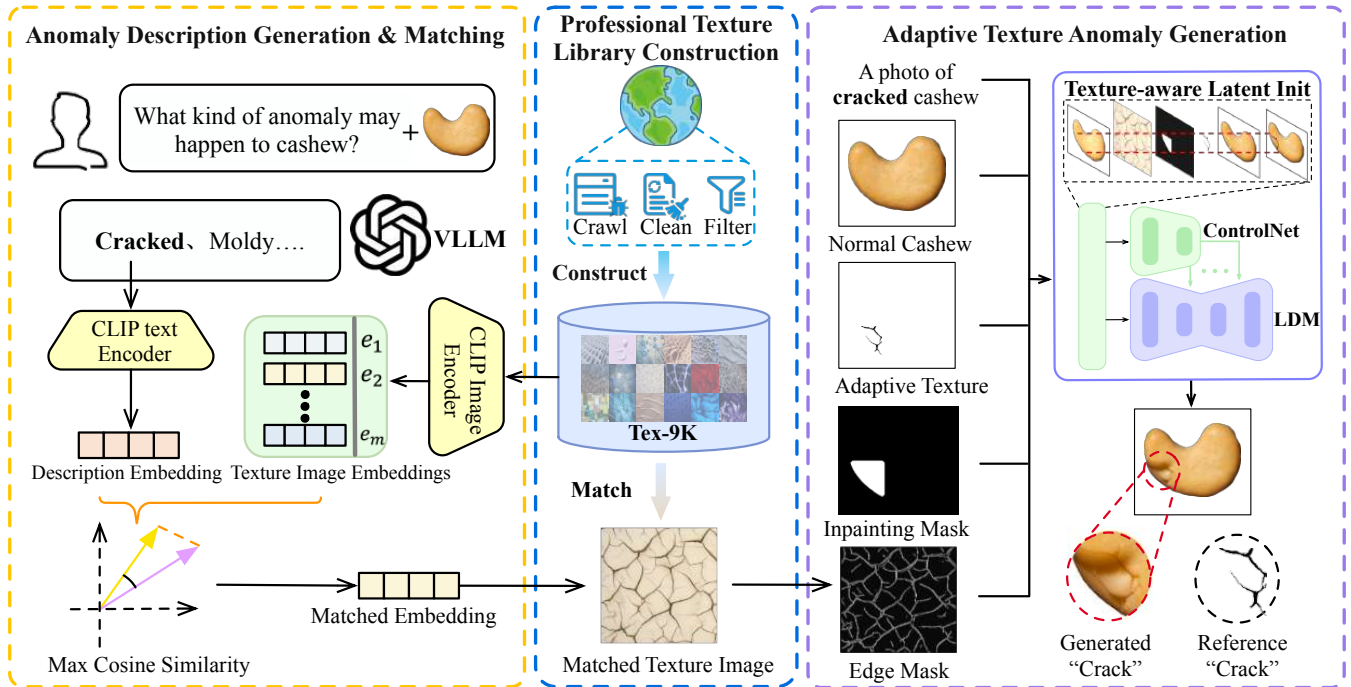 Anomaly Description Generation & Matching
What kind of anomaly may
happen to cashew?
+
Cracked、Moldy….
VLLM
CLIP text
Encoder
e1
e2
em
CLIP Image
Encoder
Description Embedding
Texture Image Embeddings
Max Cosine Similarity
Matched Embedding
Professional Texture
Library Construction
Crawl
Clean
Filter
Construct
Tex-9K
Match
Matched Texture Image
Adaptive Texture Anomaly Generation
A photo of
cracked cashew
Normal Cashew
Adaptive Texture
Inpainting Mask
Edge Mask
Texture-aware Latent Init
ControlNet
LDM
Generated
“Crack”
Reference
“Crack”